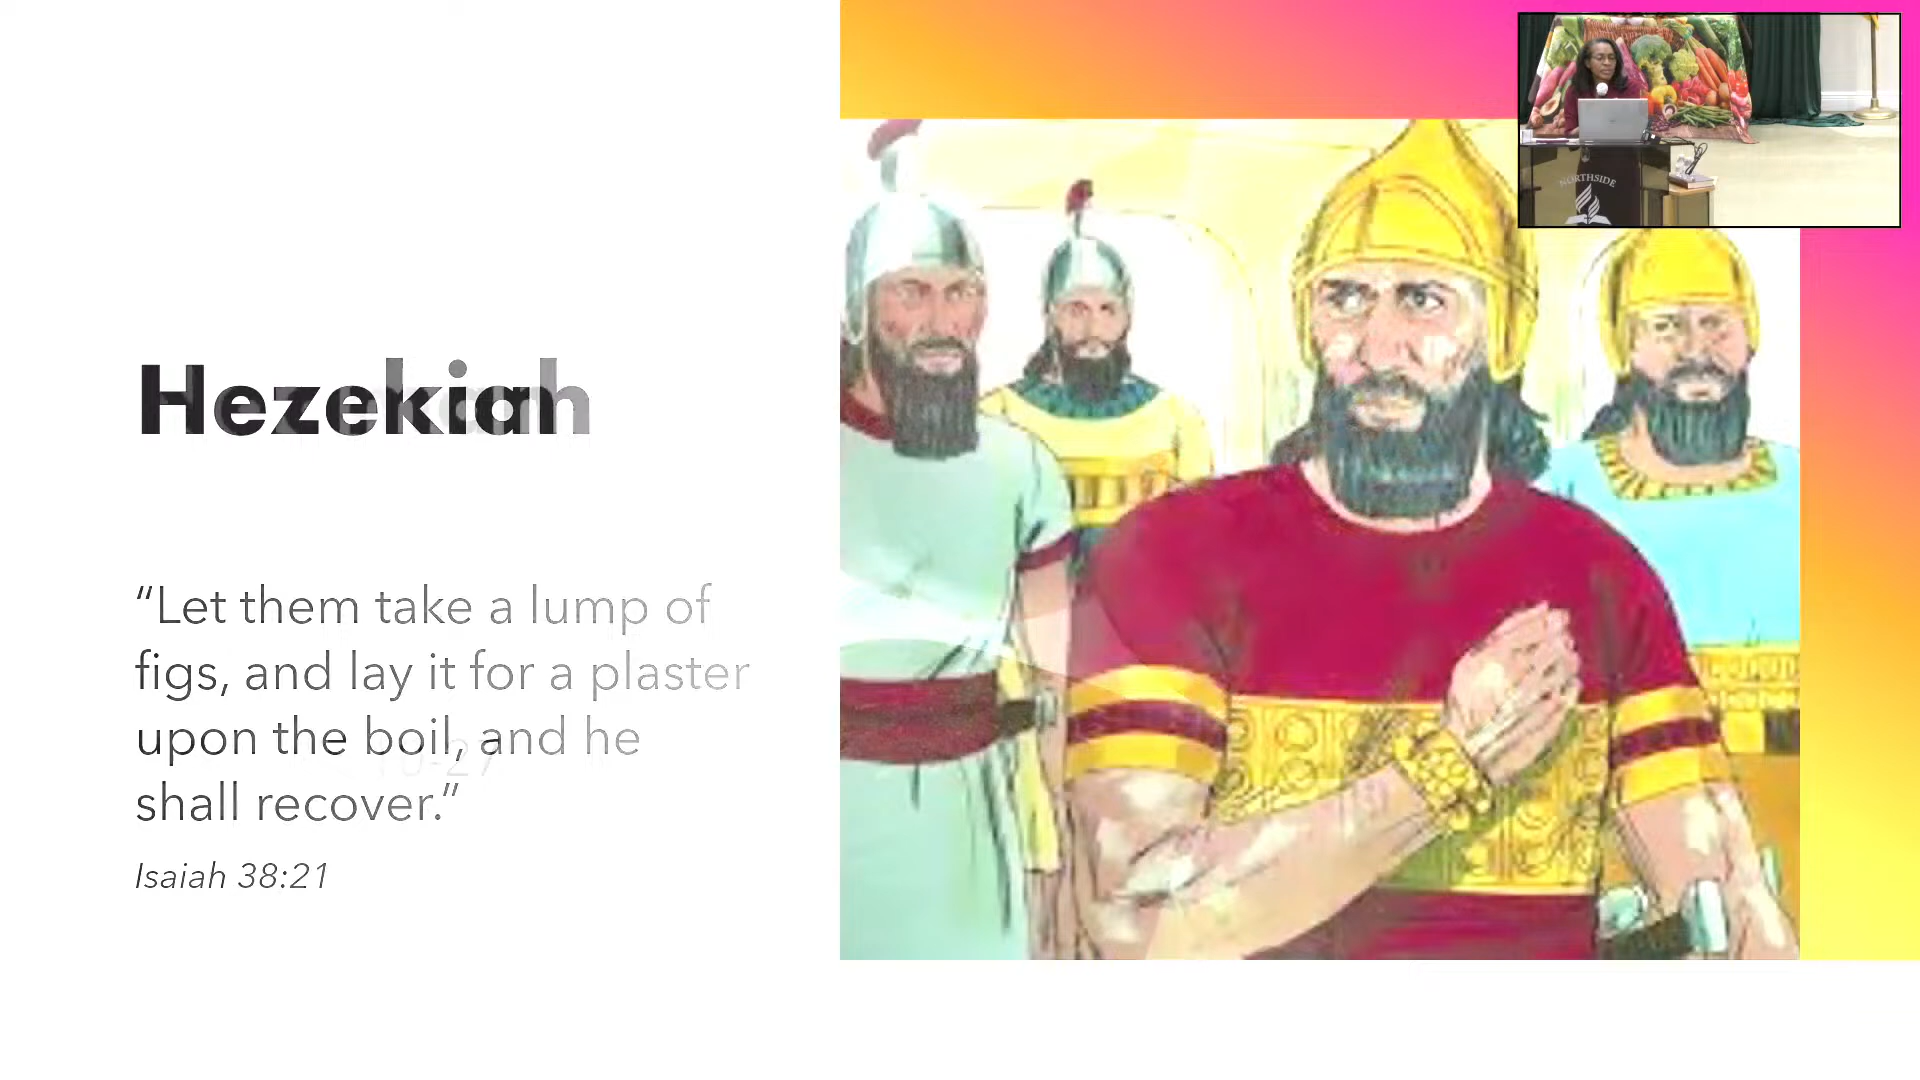 NORTHSIDE
Hezekiah
“Let them take a lump of
figs, and lay it for a plaster
upon the boil, and he
shall recover.”
Isaiah 38:21